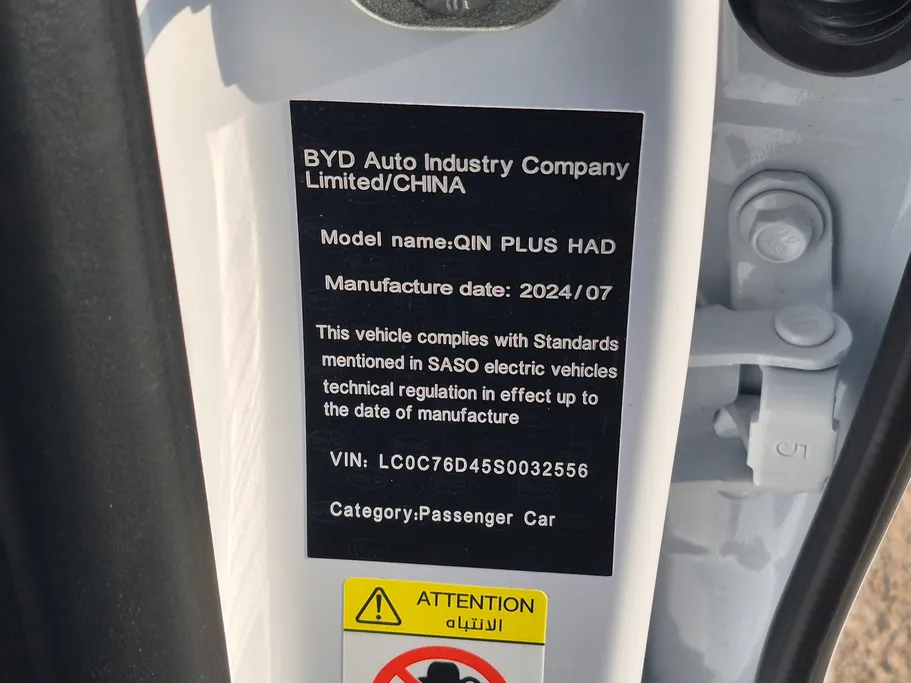 BYD Auto Industry Company
Limited/CHINA
Model name:QIN PLUS HAD
Manufacture date: 2024/07
This vehicle complies with Standards
mentioned in SASO electric vehicles
technical regulation in effect up to
the date of manufacture
VIN: LC0C76D45S0032556
Category:Passenger Car
ATTENTION
الانتباه
5